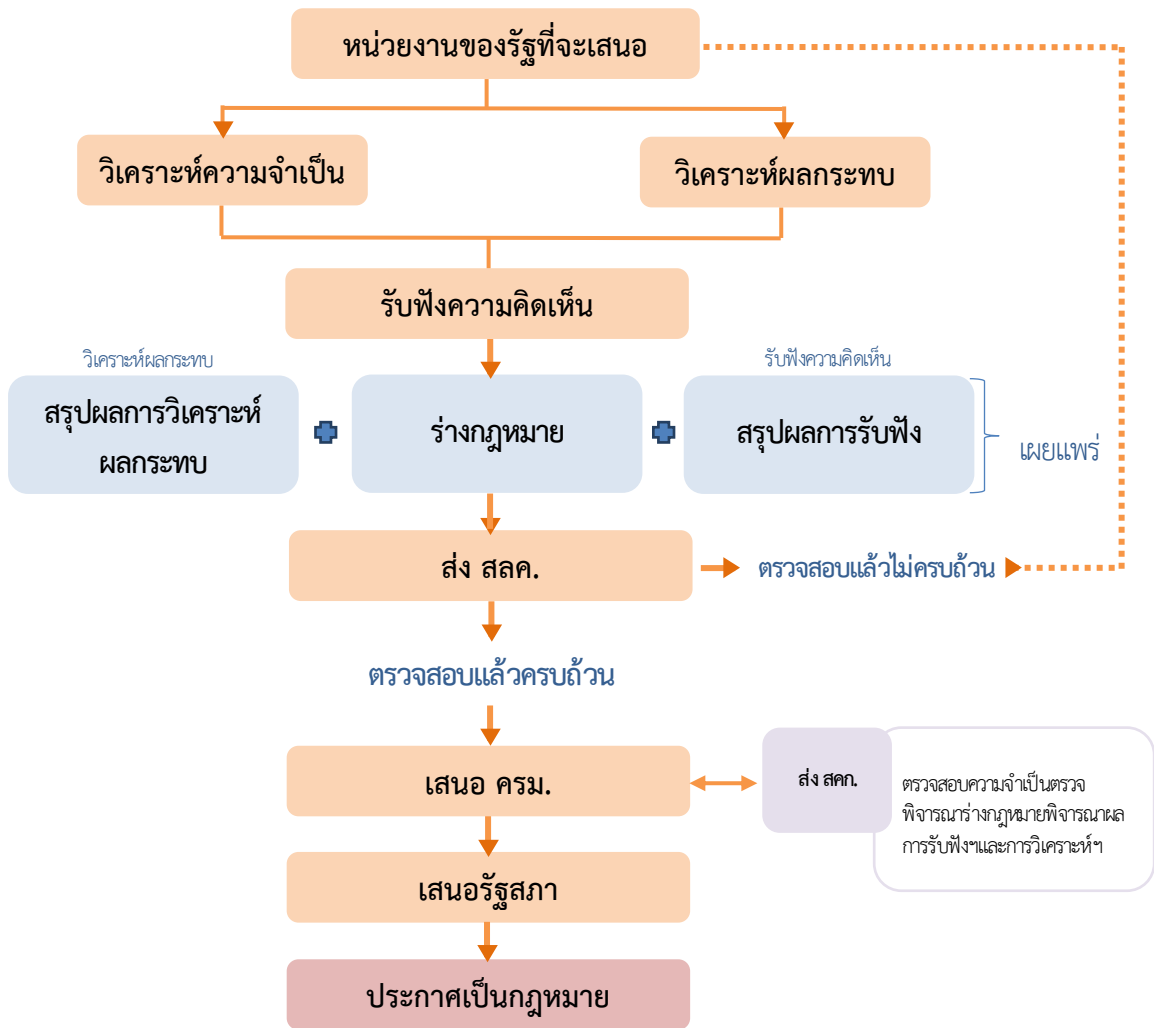 หน่วยงานของรัฐที่จะเสนอ
วิเคราะห์ความจำเป็น
วิเคราะห์ผลกระทบ
รับฟังความคิดเห็น
วิเคราะห์ผลกระทบ
รับฟังความคิดเห็น
สรุปผลการวิเคราะห์
ผลกระทบ
ร่างกฎหมาย
สรุปผลการรับฟัง
เผยแพร่
ส่ง สลค.
ตรวจสอบแล้วไม่ครบถ้วน
ตรวจสอบแล้วครบถ้วน
เสนอ ครม.
ส่ง สคก.
ตรวจสอบความจำเป็นตรวจ
พิจารณาร่างกฎหมายพิจารณาผล
การรับฟังฯและการวิเคราะห์ฯ
เสนอรัฐสภา
ประกาศเป็นกฎหมาย